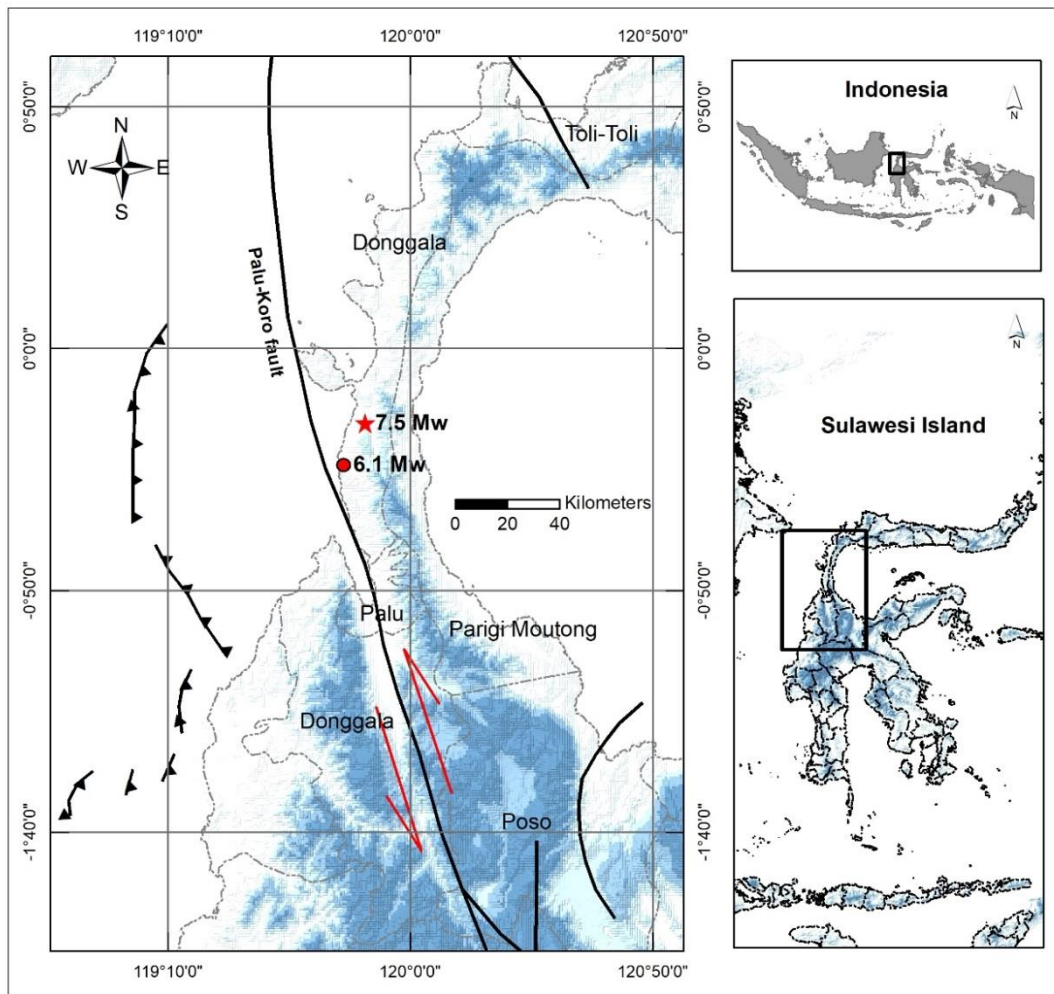 119°10'0"E
120°0'0"
120°50'0"
0°50'0"
0°50'0"
N
W
E
S
Toli-Toli
Donggala
Palu-Koro fault
0°0'0"
0°0'0"
7.5 Mw
6.1 Mw
Kilometers
0 20 40
-0°50'0"
-0°50'0"
Palu
Parigi Moutong
Donggala
Poso
-1°40'0"
-1°40'0"
119°10'0"
120°0'0"
120°50'0"
Indonesia
N
N
Sulawesi Island